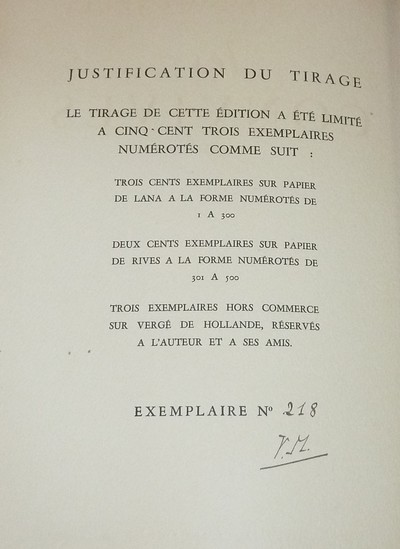 JUSTIFICATION DU TIRAGE
LE TIRAGE DE CETTE ÉDITION A ÉTÉ LIMITÉ
A CINQ-CENT TROIS EXEMPLAIRES
NUMÉROTÉS COMME SUIT :
TROIS CENTS EXEMPLAIRES SUR PAPIER
DE LANA A LA FORME NUMÉROTÉS DE
1 A 300
DEUX CENTS EXEMPLAIRES SUR PAPIER
DE RIVES A LA FORME NUMÉROTÉS DE
301 A 500
TROIS EXEMPLAIRES HORS COMMERCE
SUR VERGÉ DE HOLLANDE, RÉSERVÉS
A L'AUTEUR ET A SES AMIS.
EXEMPLAIRE Nº 218